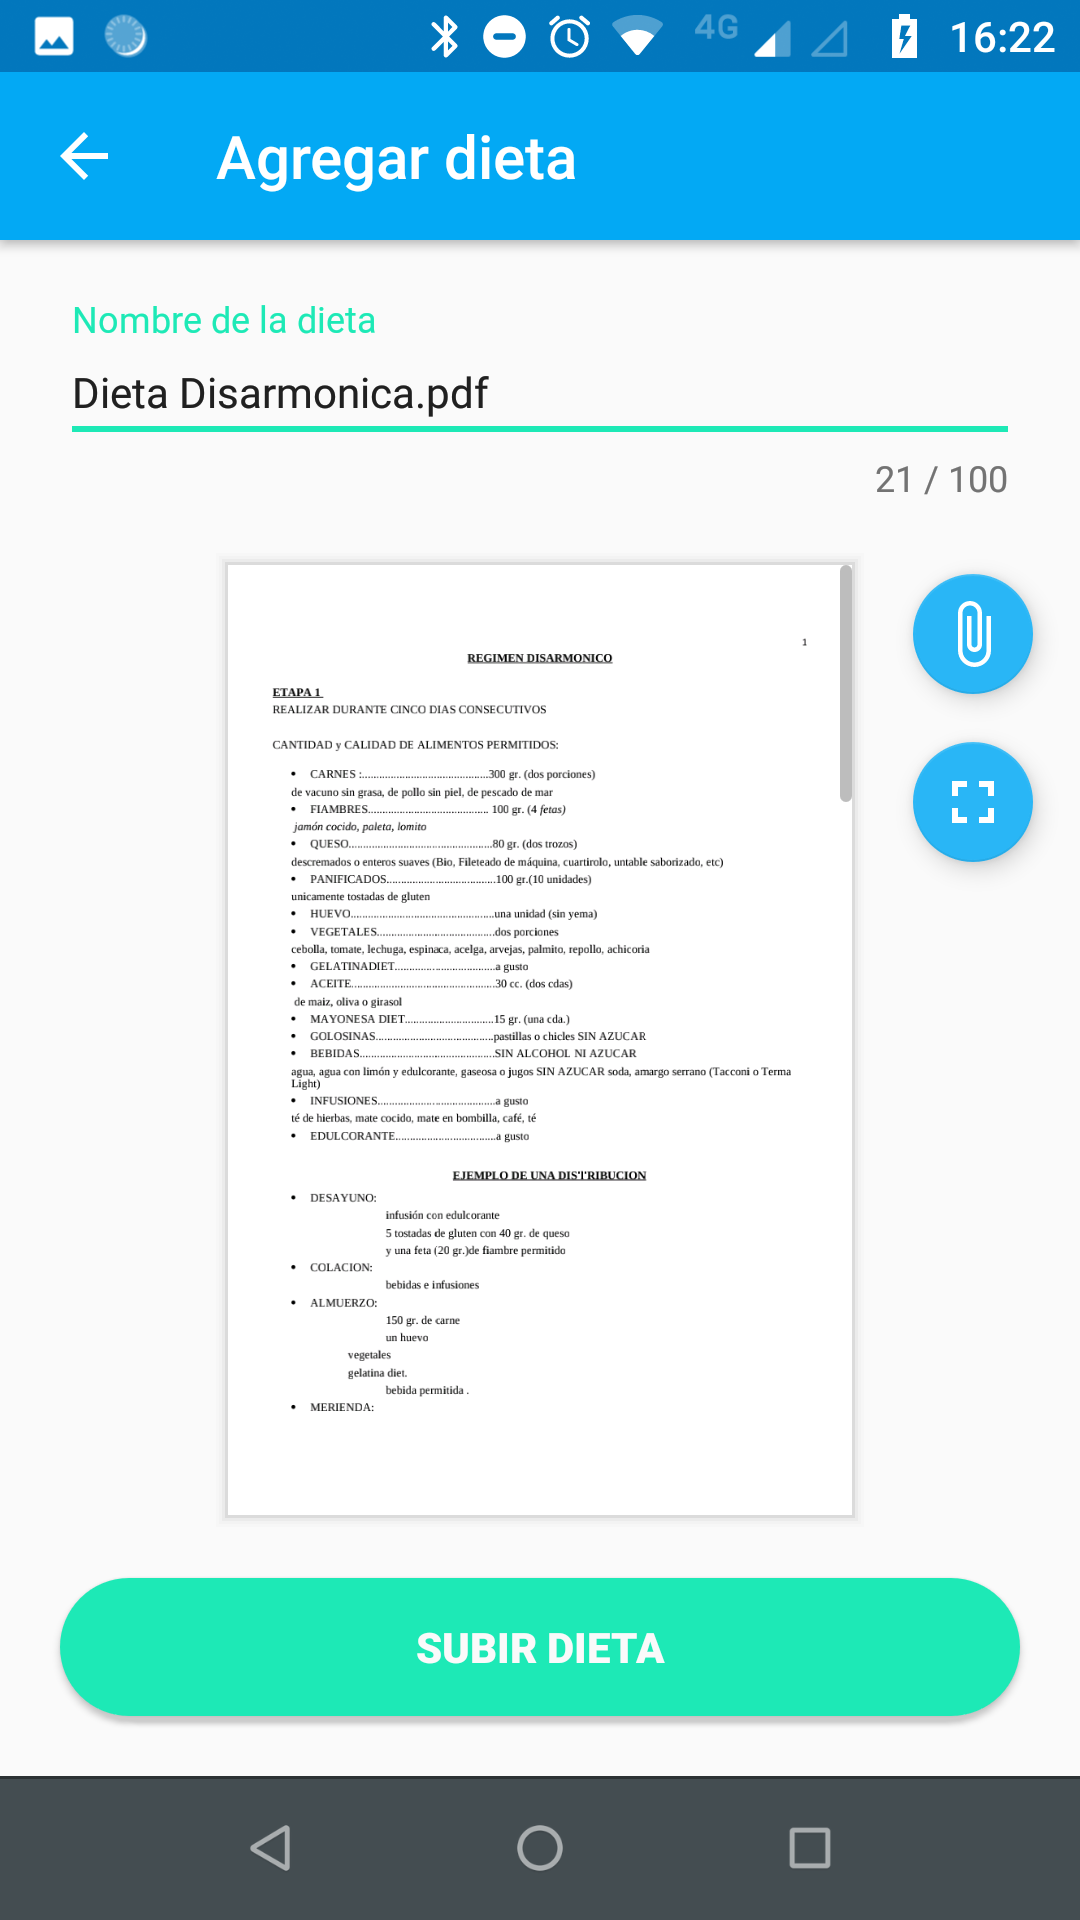 4G 16:22
Agregar dieta
Nombre de la dieta
Dieta Disarmonica.pdf
21 / 100
1
REGIMEN DISARMONICO
ETAPA 1
REALIZAR DURANTE CINCO DIAS CONSECUTIVOS
CANTIDAD y CALIDAD DE ALIMENTOS PERMITIDOS:
• CARNES :............................................300 gr. (dos porciones)
de vacuno sin grasa, de pollo sin piel, de pescado de mar
• FIAMBRES.......................................... 100 gr. (4 fetas)
jamón cocido, paleta, lomito
• QUESO..................................................80 gr. (dos trozos)
descremados o enteros suaves (Bio, Fileteado de máquina, cuartirolo, untable saborizado, etc)
• PANIFICADOS......................................100 gr.(10 unidades)
unicamente tostadas de gluten
• HUEVO..................................................una unidad (sin yema)
• VEGETALES.........................................dos porciones
cebolla, tomate, lechuga, espinaca, acelga, arvejas, palmito, repollo, achicoria
• GELATINADIET...................................a gusto
• ACEITE..................................................30 cc. (dos cdas)
de maiz, oliva o girasol
• MAYONESA DIET...............................15 gr. (una cda.)
• GOLOSINAS.........................................pastillas o chicles SIN AZUCAR
• BEBIDAS...............................................SIN ALCOHOL NI AZUCAR
agua, agua con limón y edulcorante, gaseosa o jugos SIN AZUCAR soda, amargo serrano (Tacconi o Terma
Light)
• INFUSIONES.........................................a gusto
té de hierbas, mate cocido, mate en bombilla, café, té
• EDULCORANTE...................................a gusto
EJEMPLO DE UNA DISTRIBUCION
• DESAYUNO:
infusión con edulcorante
5 tostadas de gluten con 40 gr. de queso
y una feta (20 gr.)de fiambre permitido
• COLACION:
bebidas e infusiones
• ALMUERZO:
150 gr. de carne
un huevo
vegetales
gelatina diet.
bebida permitida .
• MERIENDA:
SUBIR DIETA